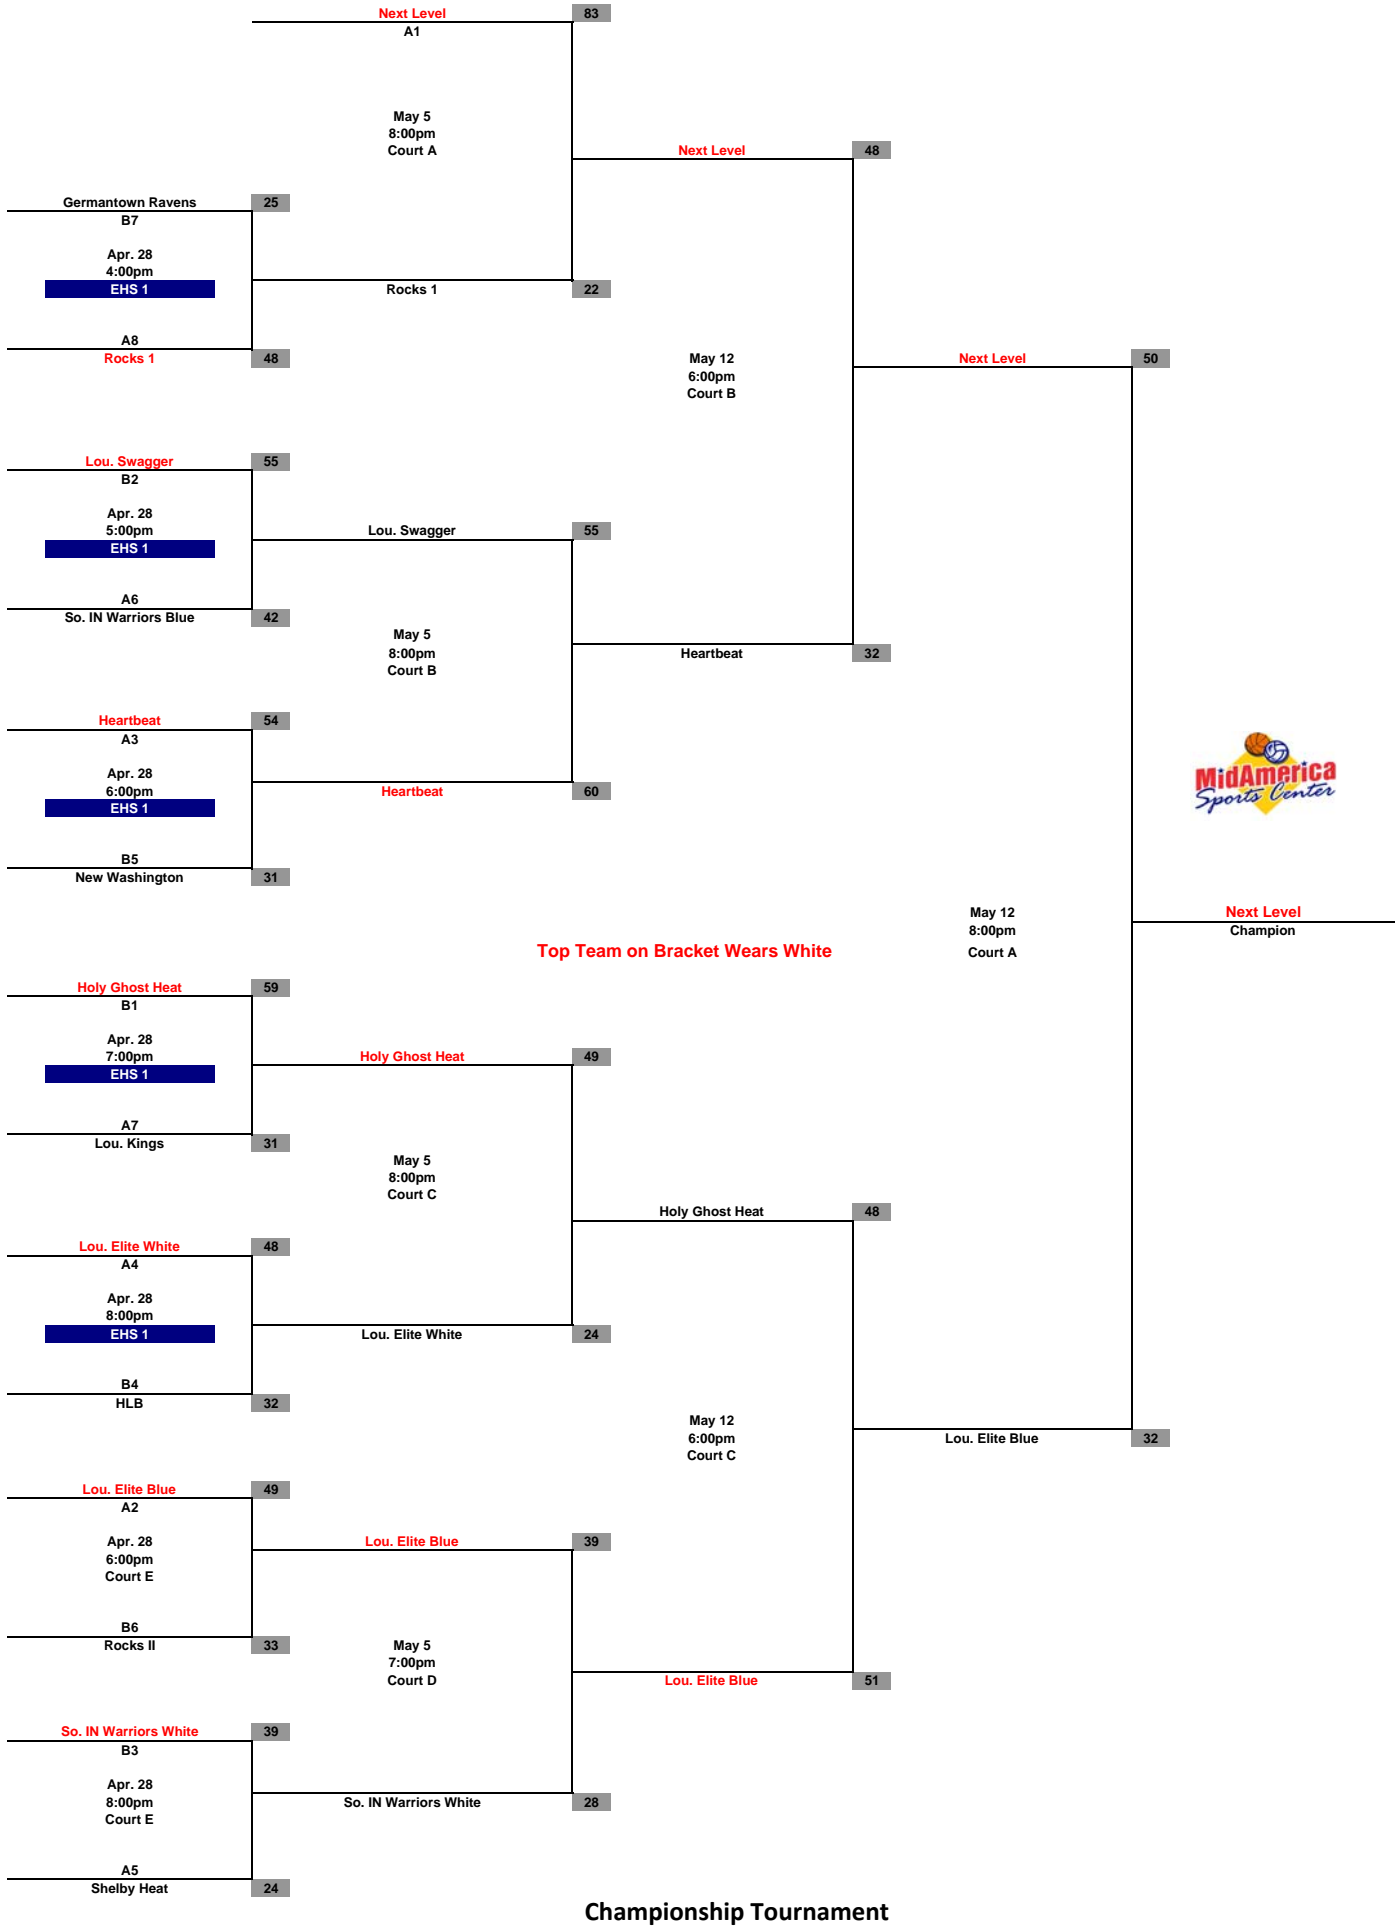 Next Level 83
A1
May 5
8:00pm
Court A
Next Level 48
Germantown Ravens 25
B7
Apr. 28
4:00pm
EHS 1
Rocks 1 22
A8
Rocks 1 48
May 12
6:00pm
Court B
Next Level 50
Lou. Swagger 55
B2
Apr. 28
5:00pm
EHS 1
Lou. Swagger 55
A6
So. IN Warriors Blue 42
May 5
8:00pm
Court B
Heartbeat 32
Heartbeat 54
A3
Apr. 28
6:00pm
EHS 1
Heartbeat 60
MidAmerica
Sports Center
B5
New Washington 31
May 12
8:00pm
Court A
Next Level
Champion
Top Team on Bracket Wears White
Holy Ghost Heat 59
B1
Apr. 28
7:00pm
EHS 1
Holy Ghost Heat 49
A7
Lou. Kings 31
May 5
8:00pm
Court C
Holy Ghost Heat 48
Lou. Elite White 48
A4
Apr. 28
8:00pm
EHS 1
Lou. Elite White 24
B4
HLB 32
May 12
6:00pm
Court C
Lou. Elite Blue 32
Lou. Elite Blue 49
A2
Apr. 28
6:00pm
Court E
Lou. Elite Blue 39
B6
Rocks II 33
May 5
7:00pm
Court D
Lou. Elite Blue 51
So. IN Warriors White 39
B3
Apr. 28
8:00pm
Court E
So. IN Warriors White 28
A5
Shelby Heat 24
Championship Tournament